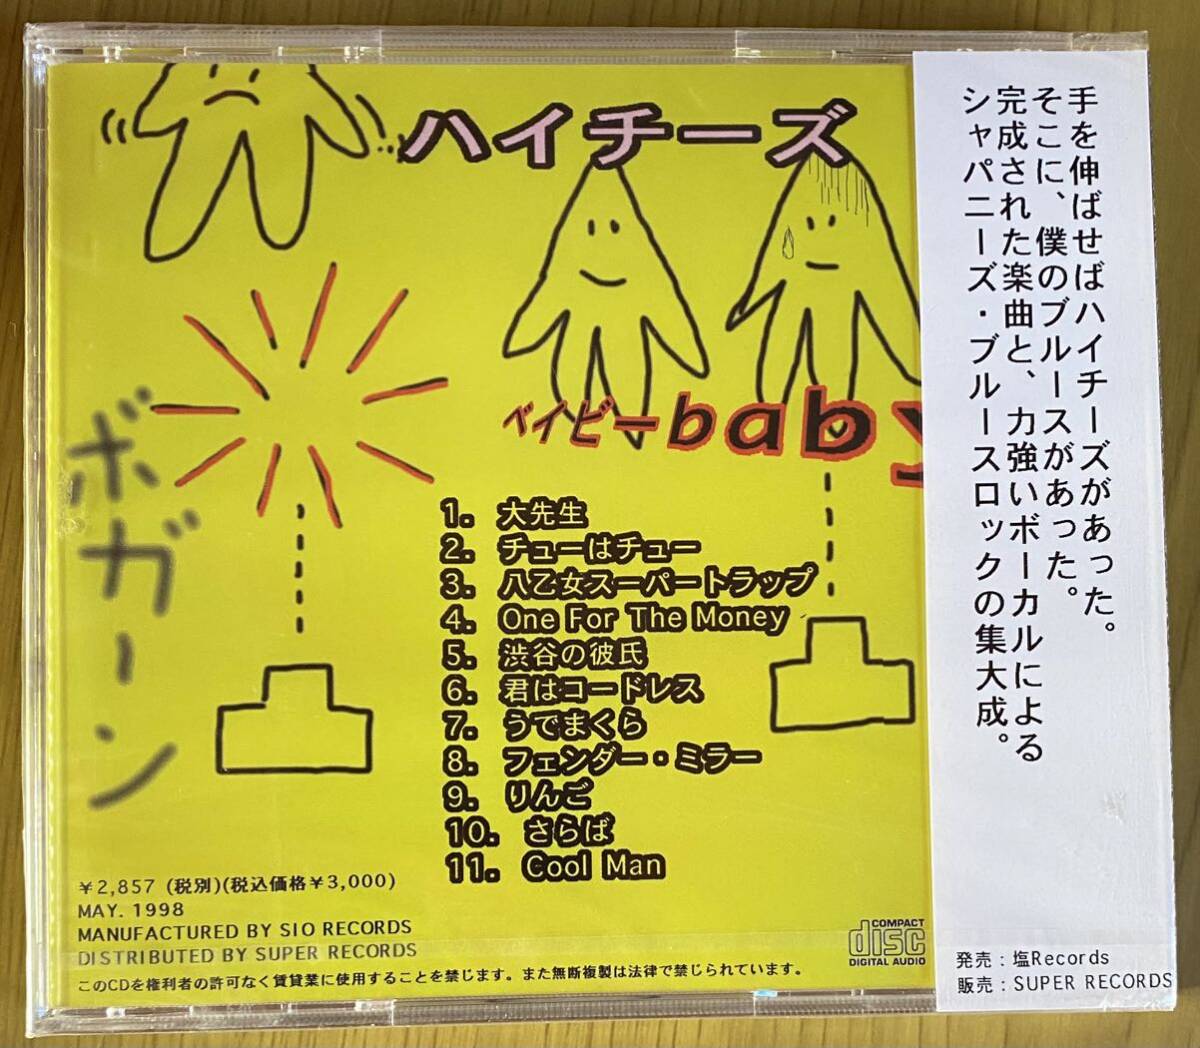 ハイチーズ
ボガーン
ベイビーbaby
1. 大先生
2. チューはチュー
3. 八乙女スーパートラップ
4. One For The Money
5. 渋谷の彼氏
6. 君はコードレス
7. うでまくら
8. フェンダー・ミラー
9. りんご
10. さらば
11. Cool Man
¥2,857 (税別)(税込価格¥3,000)
MAY. 1998
MANUFACTURED BY SIO RECORDS
DISTRIBUTED BY SUPER RECORDS
このCDを権利者の許可なく賃貸業に使用することを禁じます。また無断複製は法律で禁じられています。
COMPACT
disc
DIGITAL AUDIO
手を伸ばせばハイチーズがあった。
そこに、僕のブルースがあった。
完成された楽曲と、力強いボーカルによる
シャパニーズ・ブルースロックの集大成。
発売：塩Records
販売：SUPER RECORDS